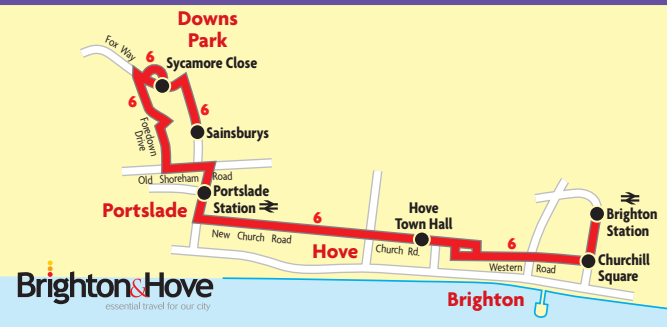 Downs
Park
Fox Way
6
Sycamore Close
6
6
Foredown
Drive
Sainsburys
Old Shoreham Road
Portslade
Station
Portslade
6
New Church Road
Hove
Hove
Town Hall
Church Rd.
6
Western Road
Brighton
Station
Churchill
Square
Brighton
Brighton&Hove
essential travel for our city